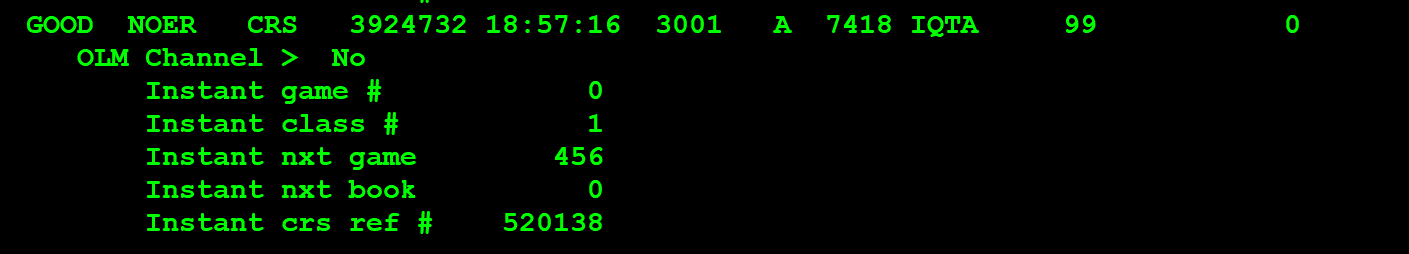 GOOD NOER CRS 3924732 18:57:16 3001 A 7418 IQTA 99 0
OLM Channel > No
Instant game # 0
Instant class # 1
Instant nxt game 456
Instant nxt book 0
Instant crs ref # 520138